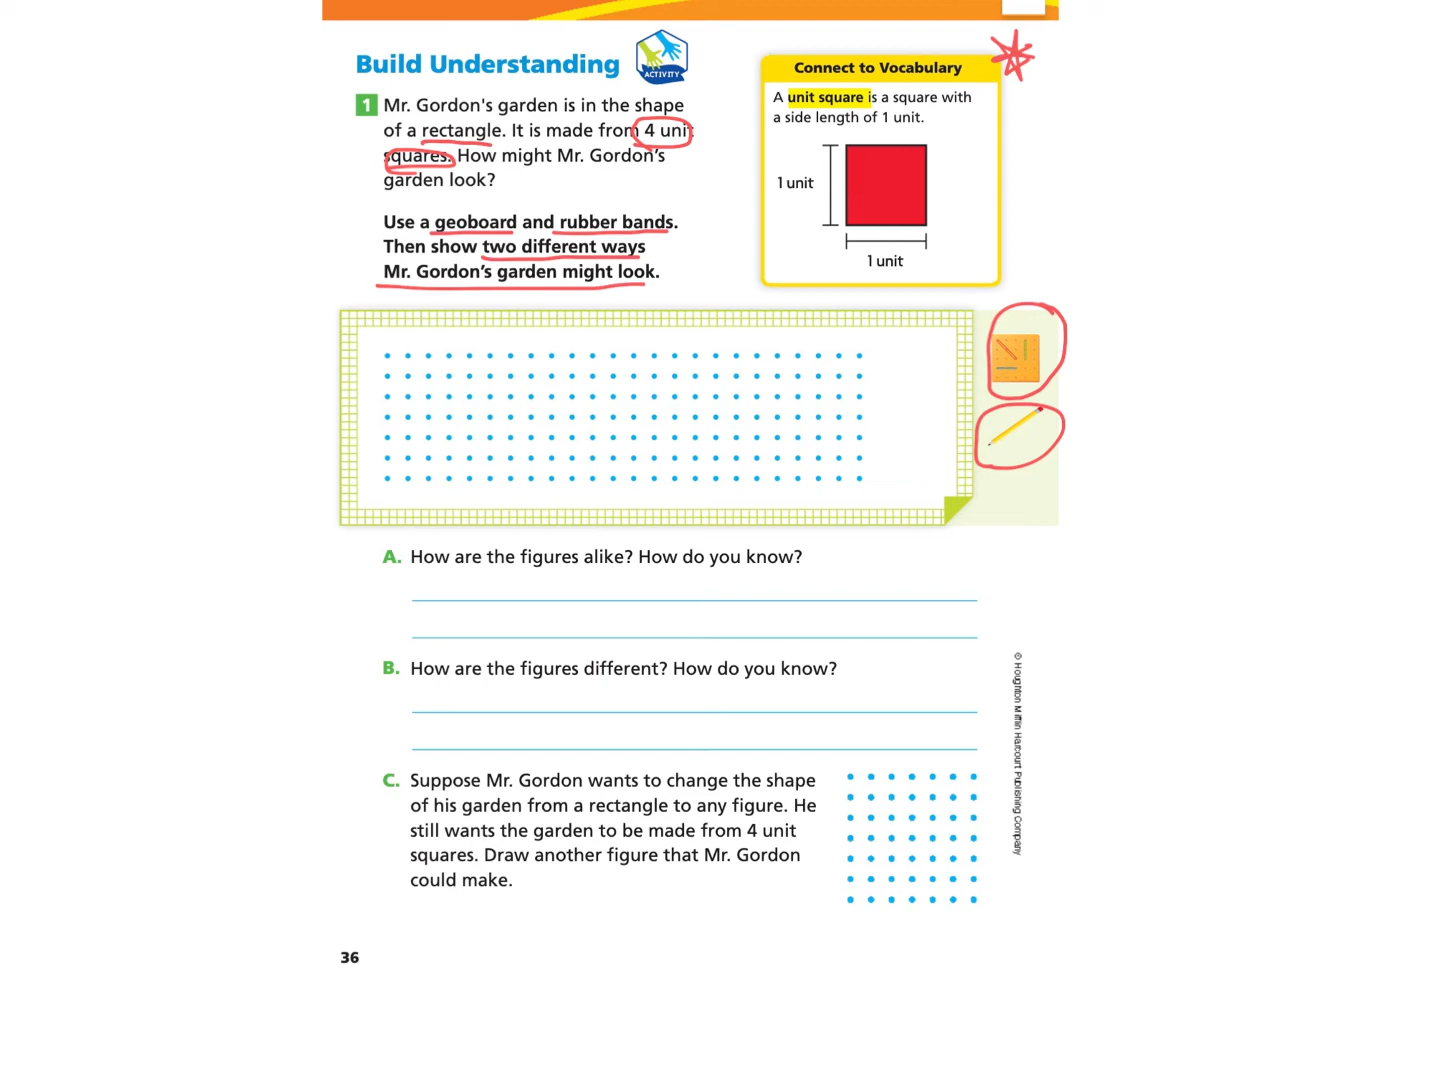 Build Understanding
ACTIVITY
1 Mr. Gordon's garden is in the shape
of a rectangle. It is made from 4 unit
squares. How might Mr. Gordon's
garden look?
Use a geoboard and rubber bands.
Then show two different ways
Mr. Gordon's garden might look.
Connect to Vocabulary
A unit square is a square with
a side length of 1 unit.
1 unit
1 unit
A. How are the figures alike? How do you know?
B. How are the figures different? How do you know?
C. Suppose Mr. Gordon wants to change the shape
of his garden from a rectangle to any figure. He
still wants the garden to be made from 4 unit
squares. Draw another figure that Mr. Gordon
could make.
© Houghton Mifflin Harcourt Publishing Company
36